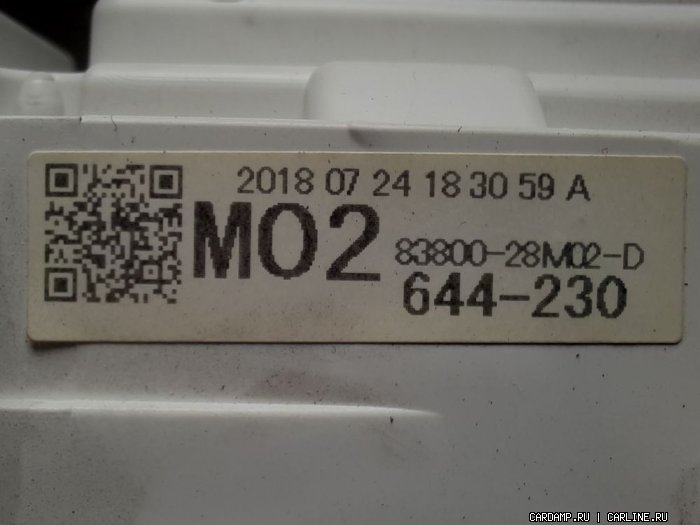 2018 07 24 18 30 59 A
M02
83800-28M02-D
644-230
CARDAMP.RU | CARLINE.RU